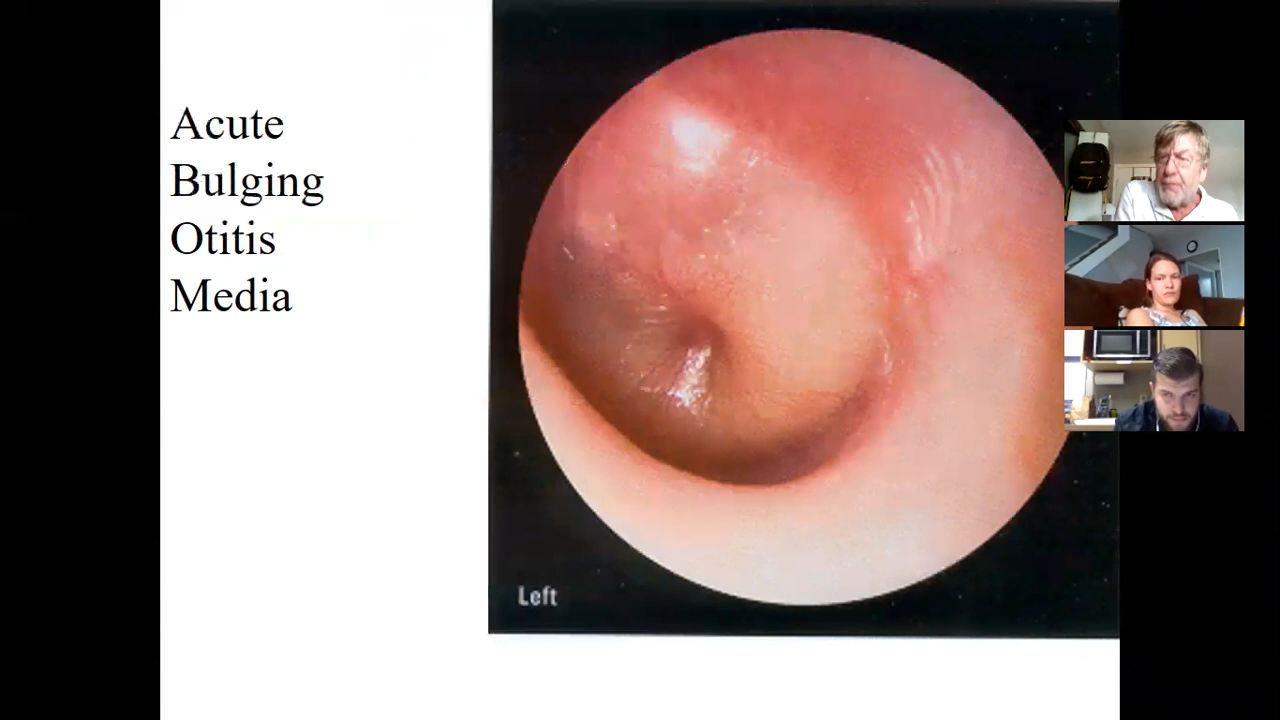 Acute
Bulging
Otitis
Media
Left